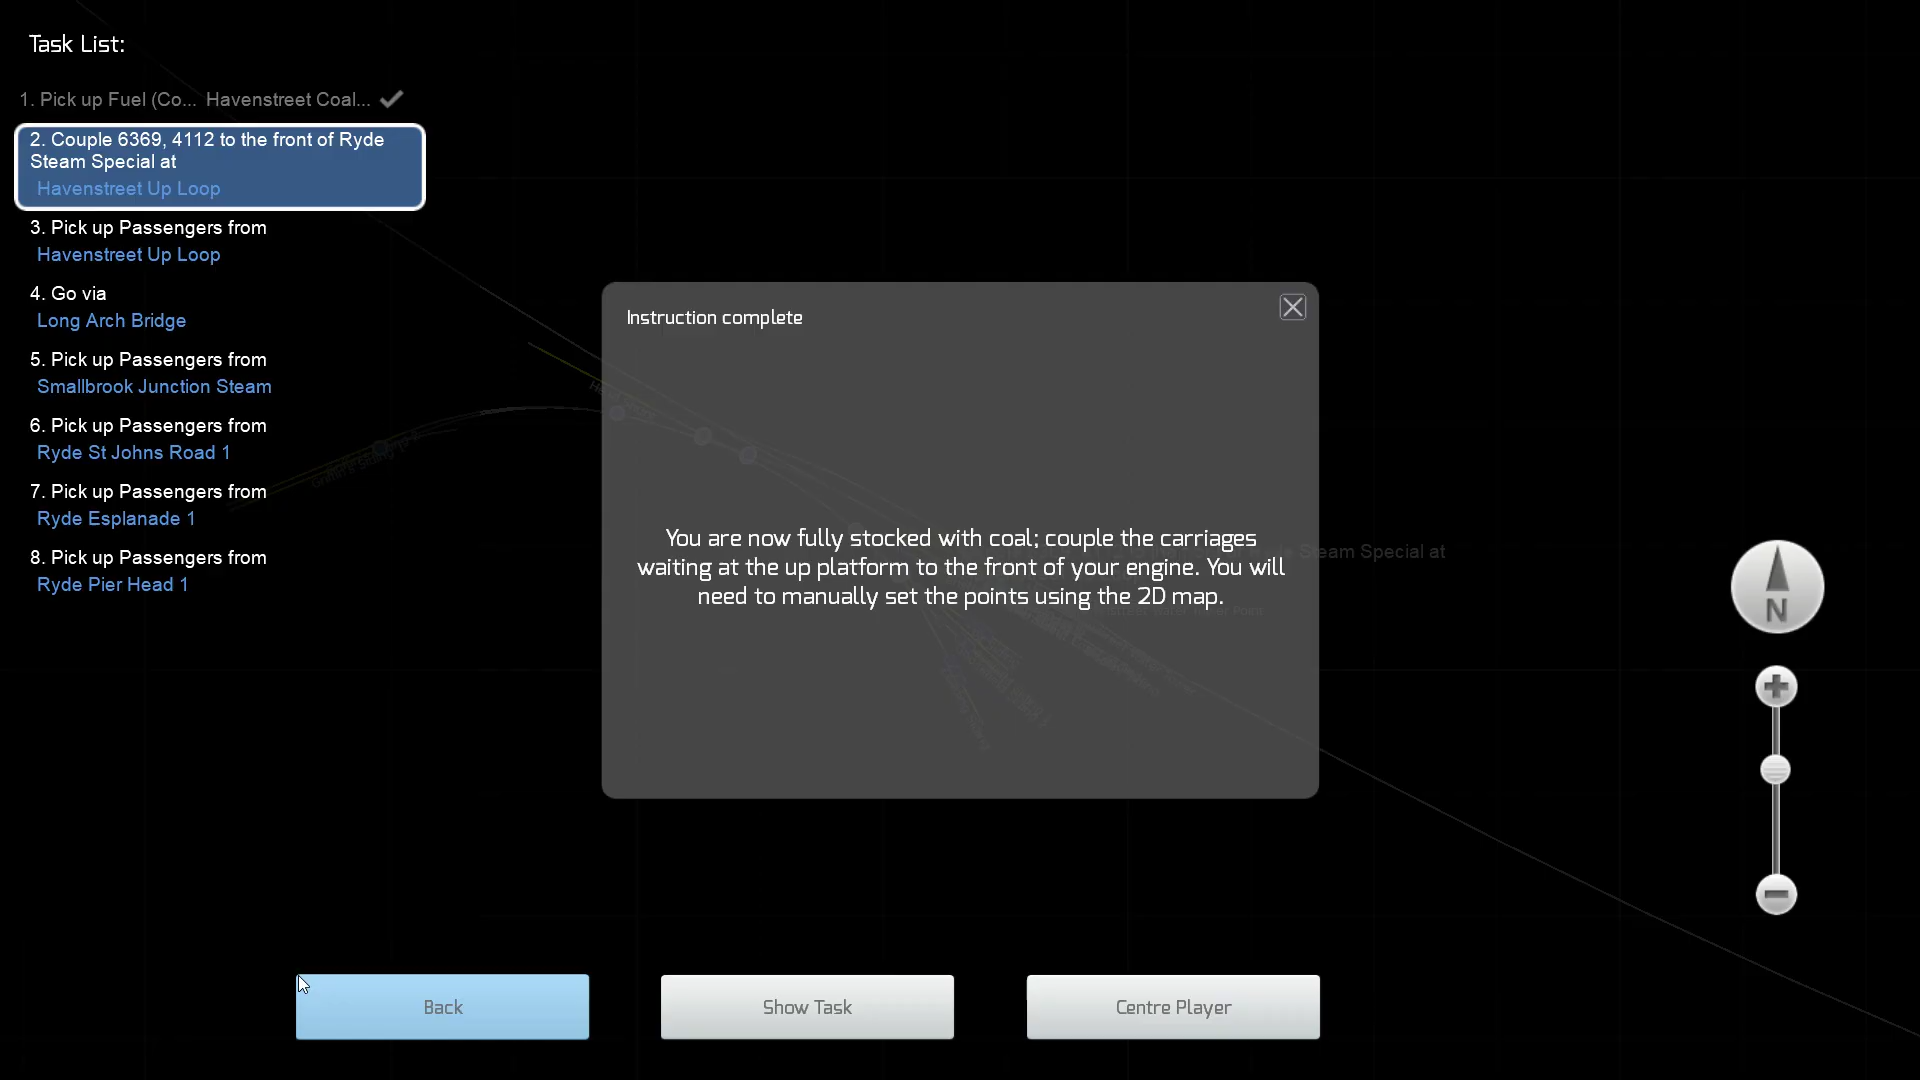 Task List:
1. Pick up Fuel (Co... Havenstreet Coal...
2. Couple 6369, 4112 to the front of Ryde
Steam Special at
Havenstreet Up Loop
3. Pick up Passengers from
Havenstreet Up Loop
4. Go via
Long Arch Bridge
5. Pick up Passengers from
Smallbrook Junction Steam
6. Pick up Passengers from
Ryde St Johns Road 1
7. Pick up Passengers from
Ryde Esplanade 1
8. Pick up Passengers from
Ryde Pier Head 1
Instruction complete
You are now fully stocked with coal; couple the carriages
waiting at the up platform to the front of your engine. You will
need to manually set the points using the 2D map.
Steam Special at
N
Back
Show Task
Centre Player